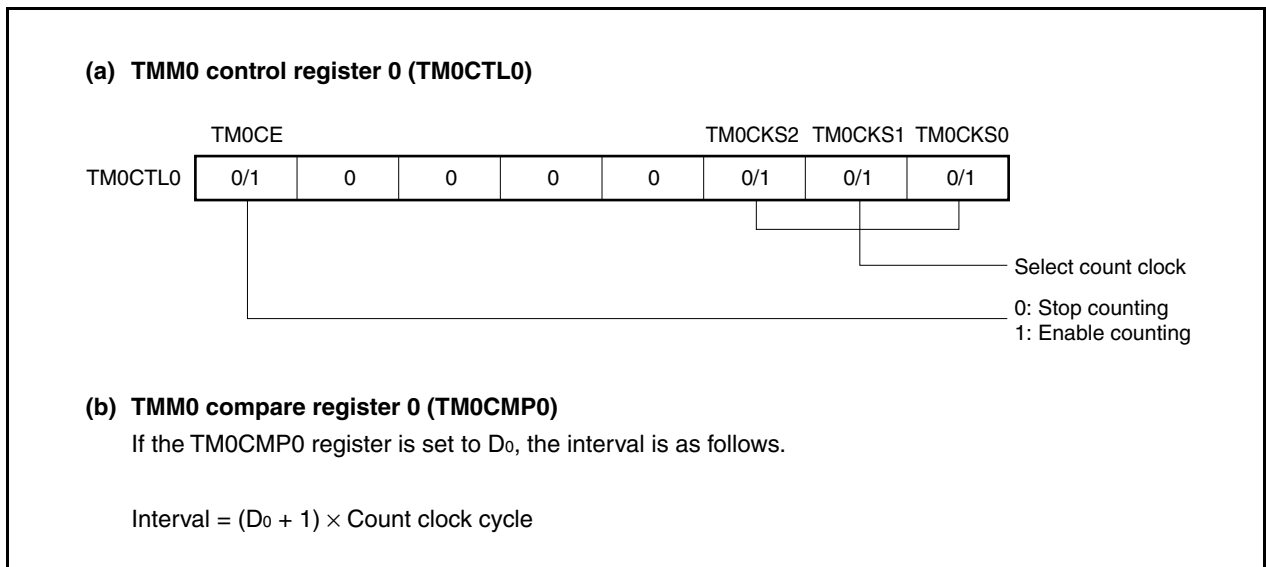 (a) TMM0 control register 0 (TM0CTL0)
TM0CE TM0CKS2 TM0CKS1 TM0CKS0
TM0CTL0 0/1 0 0 0 0 0/1 0/1 0/1
Select count clock
0: Stop counting
1: Enable counting
(b) TMM0 compare register 0 (TM0CMP0)
If the TM0CMP0 register is set to D₀, the interval is as follows.
Interval = (D₀ + 1) × Count clock cycle